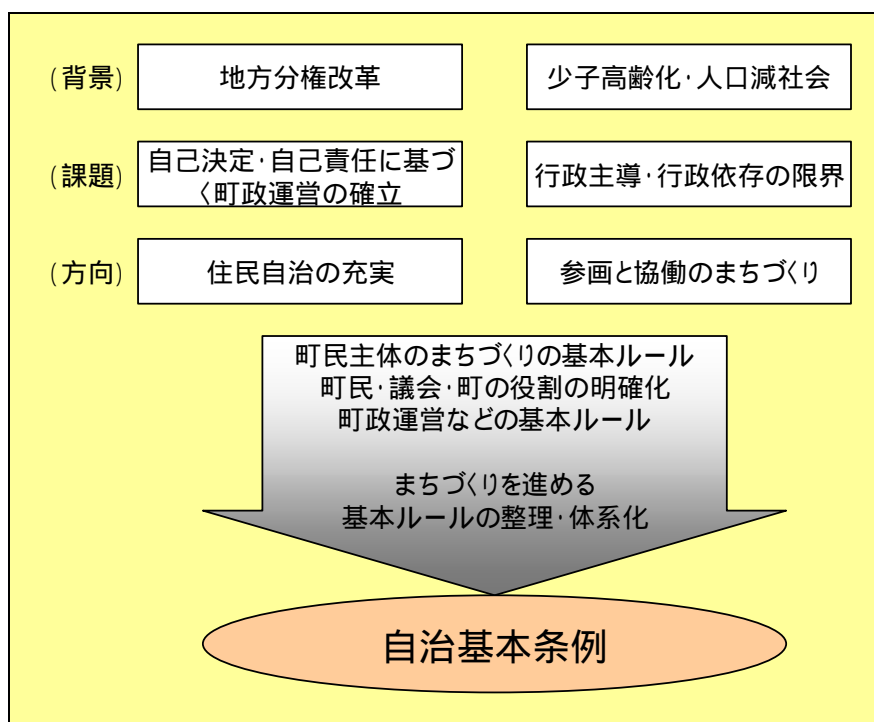 (背景) 地方分権改革 少子高齢化・人口減社会
(課題) 自己決定・自己責任に基づ
く町政運営の確立 行政主導・行政依存の限界
(方向) 住民自治の充実 参画と協働のまちづくり
町民主体のまちづくりの基本ルール
町民・議会・町の役割の明確化
町政運営などの基本ルール
まちづくりを進める
基本ルールの整理・体系化
自治基本条例